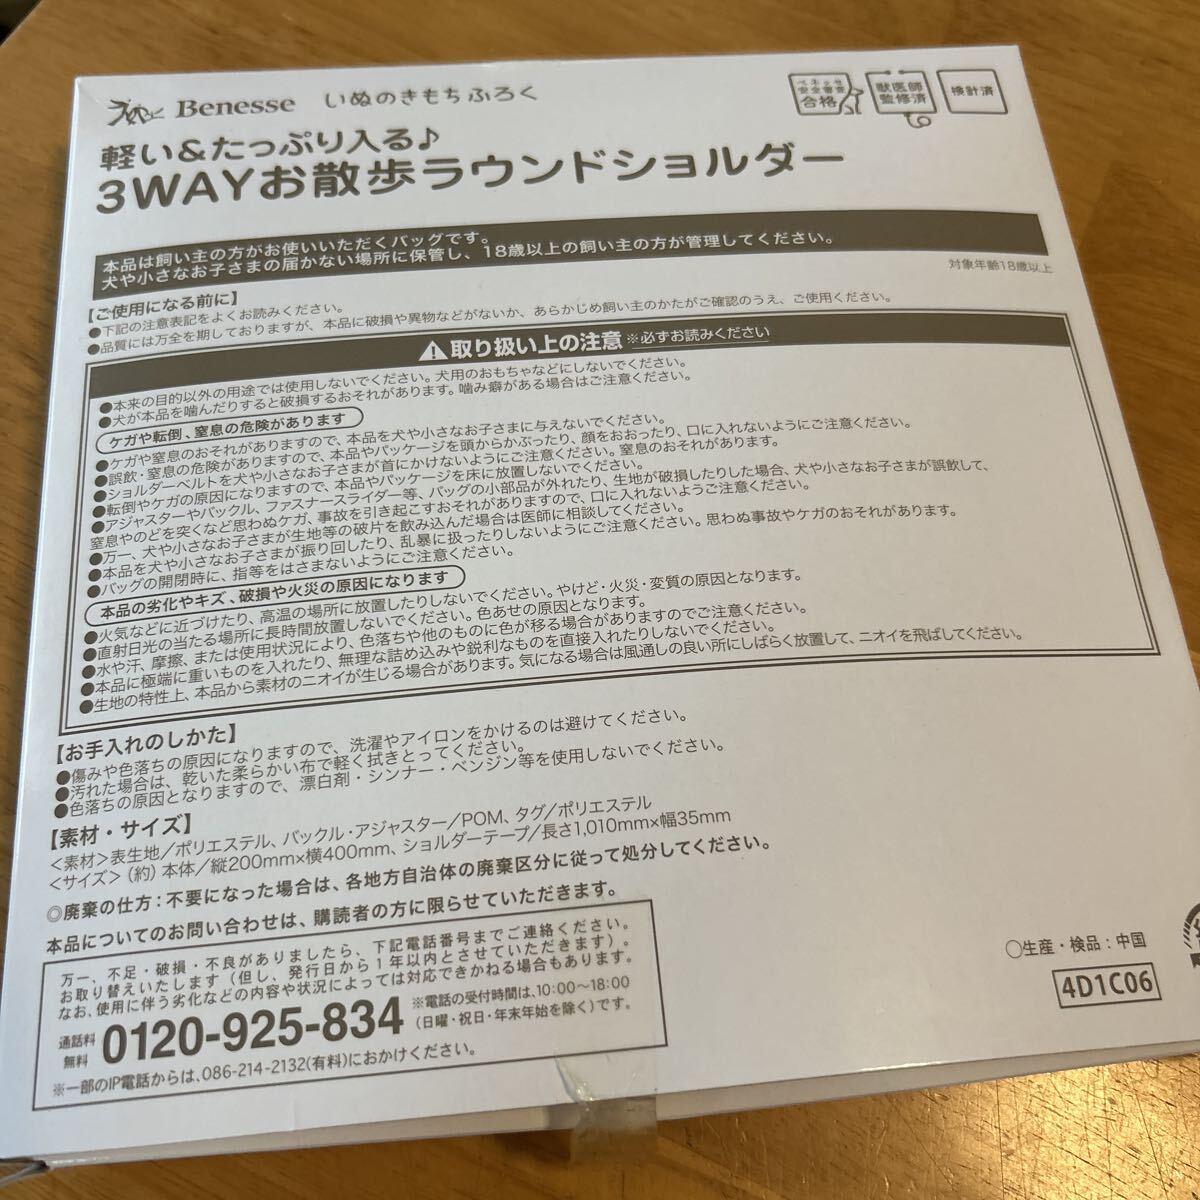 Benesse いぬのきもちふろく
ベネッセ
安全審査
合格
獣医師
監修済
検針済
軽い&たっぷり入る♪
3WAYお散歩ラウンドショルダー
本品は飼い主の方がお使いいただくバッグです。
犬や小さなお子さまの届かない場所に保管し、18歳以上の飼い主の方が管理してください。
対象年齢18歳以上
【ご使用になる前に】
●下記の注意表記をよくお読みください。
●品質には万全を期しておりますが、本品に破損や異物などがないか、あらかじめ飼い主のかたがご確認のうえ、ご使用ください。
取り扱い上の注意 ※必ずお読みください
●本来の目的以外の用途では使用しないでください。犬用のおもちゃなどにしないでください。
●犬が本品を噛んだりすると破損するおそれがあります。噛み癖がある場合はご注意ください。
ケガや転倒、窒息の危険があります
●ケガや窒息のおそれがありますので、本品を犬や小さなお子さまに与えないでください。
●誤飲・窒息の危険がありますので、本品やパッケージを頭からかぶったり、顔をおおったり、口に入れないようにご注意ください。
●ショルダーベルトを犬や小さなお子さまが首にかけないようにご注意ください。窒息のおそれがあります。
●転倒やケガの原因になりますので、本品やパッケージを床に放置しないでください。
●アジャスターやバックル、ファスナースライダー等、バッグの小部品が外れたり、生地が破損したりした場合、犬や小さなお子さまが誤飲して、
窒息やのどを突くなど思わぬケガ、事故を引き起こすおそれがありますので、口に入れないようご注意ください。
●万一、犬や小さなお子さまが生地等の破片を飲み込んだ場合は医師に相談してください。
●本品を犬や小さなお子さまが振り回したり、乱暴に扱ったりしないようにご注意ください。思わぬ事故やケガのおそれがあります。
●バッグの開閉時に、指等をはさまないようにご注意ください。
本品の劣化やキズ、破損や火災の原因になります
●火気などに近づけたり、高温の場所に放置したりしないでください。やけど・火災・変質の原因となります。
●直射日光の当たる場所に長時間放置しないでください。色あせの原因となります。
●水や汗、摩擦、または使用状況により、色落ちや他のものに色が移る場合がありますのでご注意ください。
●本品に極端に重いものを入れたり、無理な詰め込みや鋭利なものを直接入れたりしないでください。
●生地の特性上、本品から素材のニオイが生じる場合があります。気になる場合は風通しの良い所にしばらく放置して、ニオイを飛ばしてください。
【お手入れのしかた】
●傷みや色落ちの原因になりますので、洗濯やアイロンをかけるのは避けてください。
●汚れた場合は、乾いた柔らかい布で軽く拭きとってください。
●色落ちの原因となりますので、漂白剤・シンナー・ベンジン等を使用しないでください。
【素材・サイズ】
<素材>表生地/ポリエステル、バックル・アジャスター/POM、タグ/ポリエステル
<サイズ>(約)本体/縦200mm×横400mm、ショルダーテープ/長さ1,010mm×幅35mm
◎廃棄の仕方:不要になった場合は、各地方自治体の廃棄区分に従って処分してください。
本品についてのお問い合わせは、購読者の方に限らせていただきます。
万一、不足・破損・不良がありましたら、下記電話番号までご連絡ください。
お取り替えいたします(但し、発行日から1年以内とさせていただきます)。
なお、使用に伴う劣化などの内容や状況によっては対応できかねる場合もあります。
通話料
無料
0120-925-834
※電話の受付時間は、10:00~18:00
(日曜・祝日・年末年始を除く)です。
※一部のIP電話からは、086-214-2132(有料)におかけください。
○生産・検品:中国
4D1C06